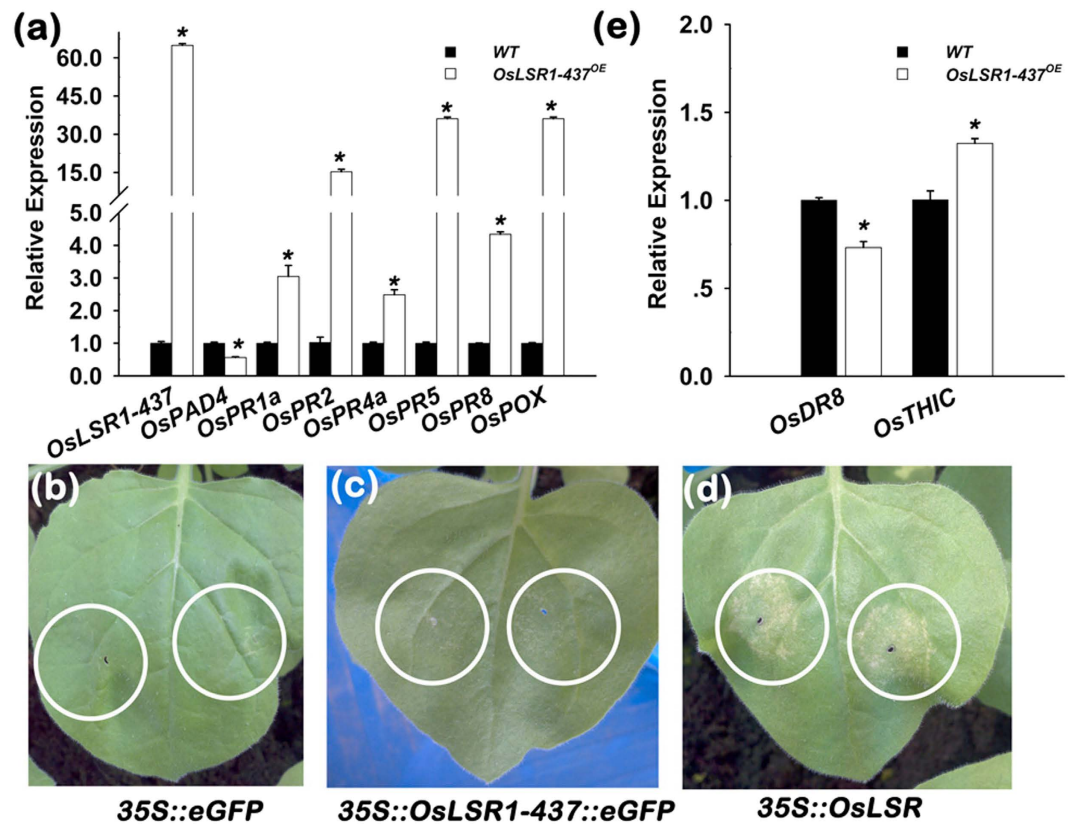 (a)
Relative Expression
60.0
45.0
30.0
15.0
5.0
4.0
3.0
2.0
1.0
0.0
WT
OsLSR1-437OE
*
*
*
*
*
*
*
*
OsLSR1-437
OsPAD4
OsPR1a
OsPR2
OsPR4a
OsPR5
OsPR8
OsPOX
(e)
Relative Expression
2.0
1.5
1.0
.5
0.0
WT
OsLSR1-437OE
*
*
OsDR8
OsTHIC
(b)
(c)
(d)
35S::eGFP
35S::OsLSR1-437::eGFP
35S::OsLSR